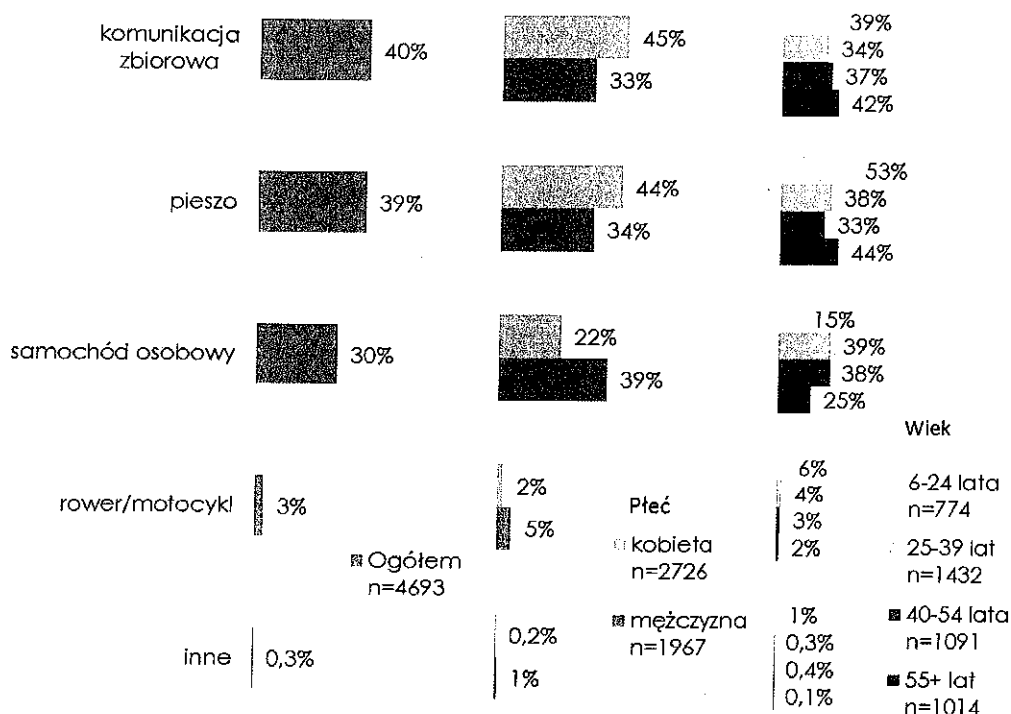 komunikacja
zbiorowa
40%
45%
33%
39%
34%
37%
42%
pieszo
39%
44%
34%
53%
38%
33%
44%
samochód osobowy
30%
22%
39%
15%
39%
38%
25%
rower/motocykl
3%
2%
5%
6%
4%
3%
2%
inne
0,3%
0,2%
1%
1%
0,3%
0,4%
0,1%
Ogółem
n=4693
Płeć
kobieta
n=2726
mężczyzna
n=1967
Wiek
6-24 lata
n=774
25-39 lat
n=1432
40-54 lata
n=1091
55+ lat
n=1014